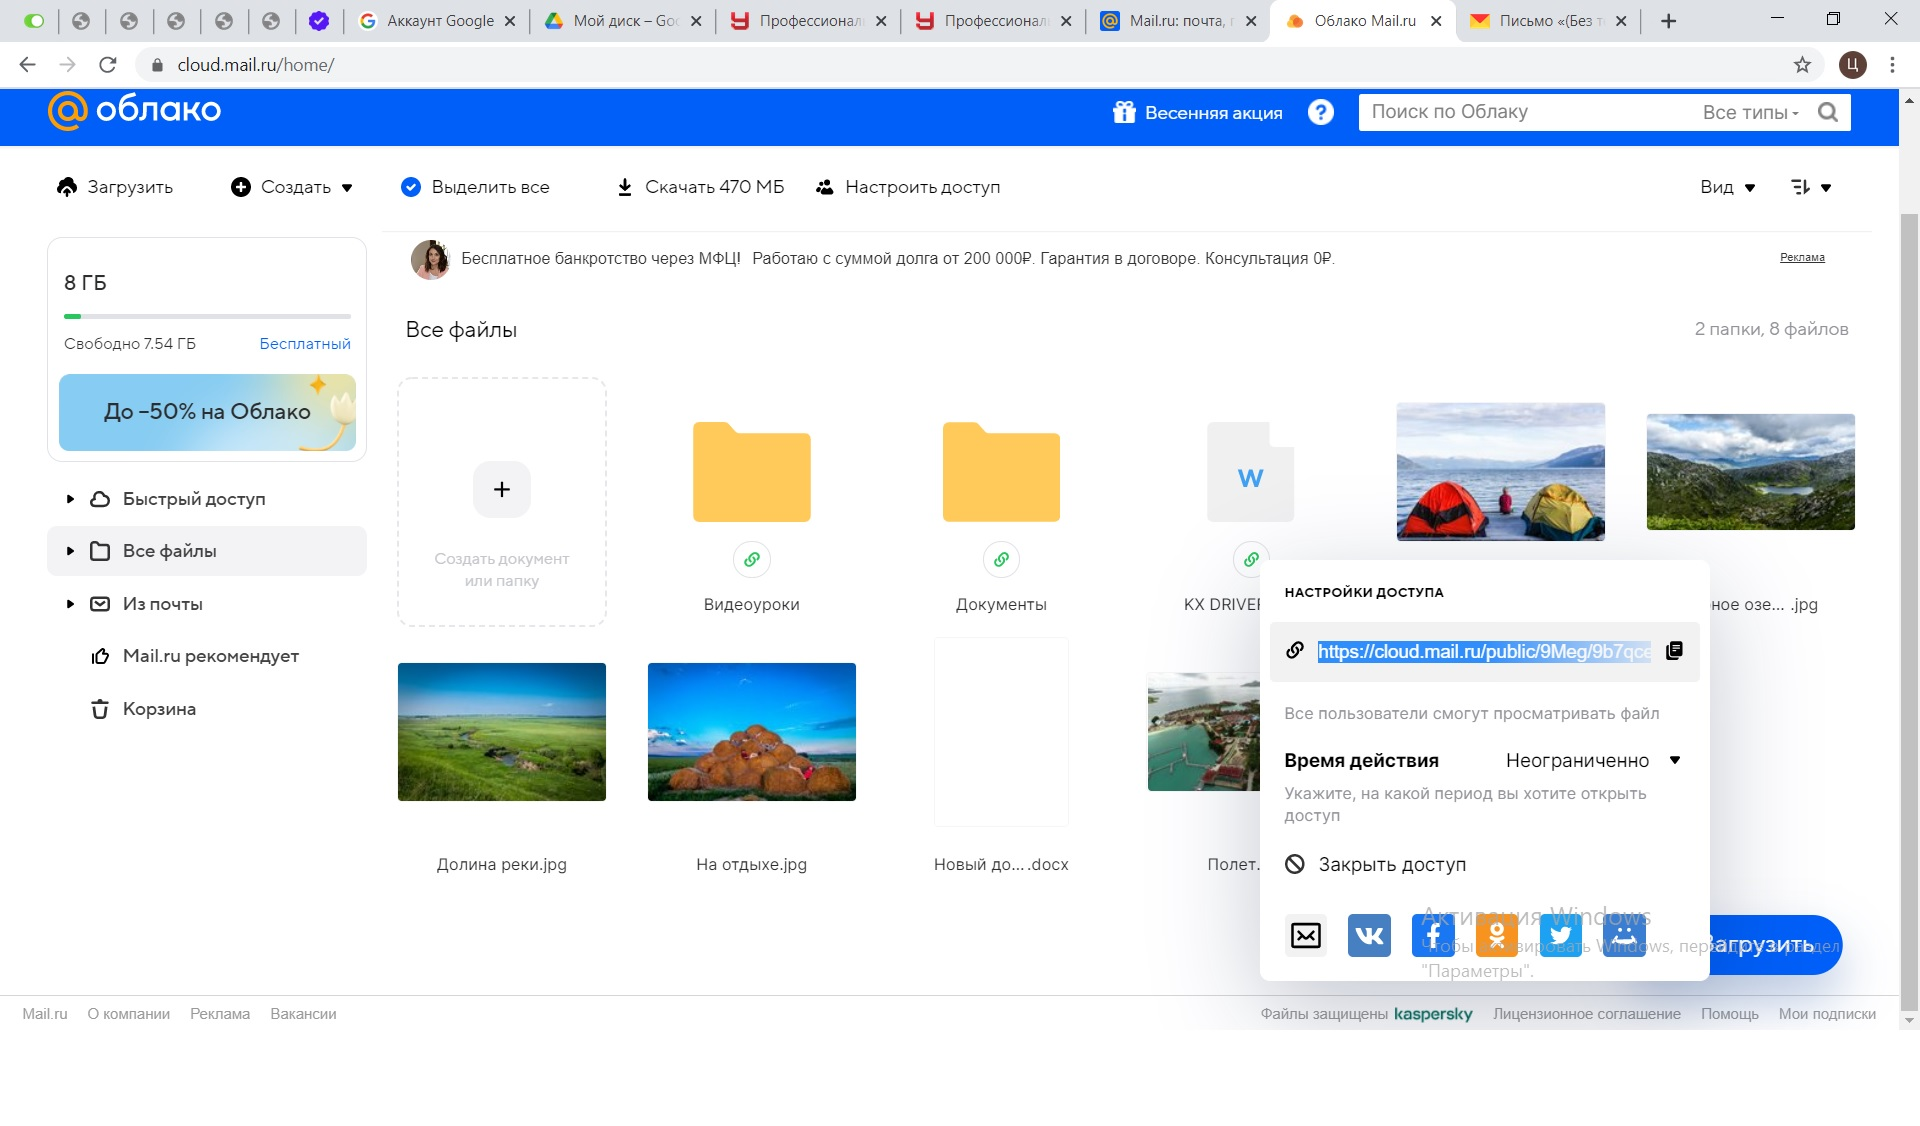 Аккаунт Google
Мой диск – Goo
Профессионал
Профессионал
Mail.ru: почта,
Облако Mail.ru
Письмо «(Без т
cloud.mail.ru/home/
Ц
облако
Весенняя акция
?
Поиск по Облаку
Все типы
Загрузить
Создать
Выделить все
Скачать 470 МБ
Настроить доступ
Вид
8 ГБ
Свободно 7.54 ГБ
Бесплатный
До –50% на Облако
Быстрый доступ
Все файлы
Из почты
Mail.ru рекомендует
Корзина
Бесплатное банкротство через МФЦ! Работаю с суммой долга от 200 000₽. Гарантия в договоре. Консультация 0₽.
Реклама
Все файлы
2 папки, 8 файлов
Создать документ
или папку
Видеоуроки
Документы
W
KX DRIVER
ное озе... .jpg
Долина реки.jpg
На отдыхе.jpg
Новый до... .docx
Полет.
НАСТРОЙКИ ДОСТУПА
https://cloud.mail.ru/public/9Meg/9b7qce
Все пользователи смогут просматривать файл
Время действия
Неограниченно
Укажите, на какой период вы хотите открыть
доступ
Закрыть доступ
Активация Windows
Чтобы активировать Windows, перейдите в раздел
"Параметры".
Загрузить
Mail.ru
О компании
Реклама
Вакансии
Файлы защищены kaspersky
Лицензионное соглашение
Помощь
Мои подписки